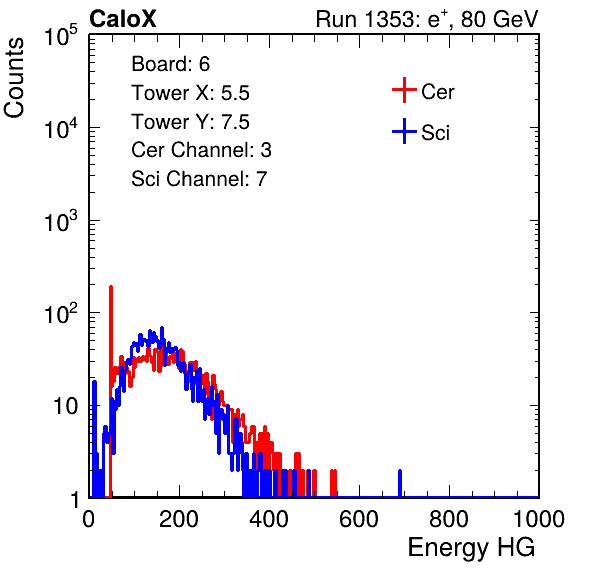 CaloX Run 1353: e⁺, 80 GeV
Counts
10⁵
10⁴
10³
10²
10
1
Board: 6
Tower X: 5.5
Tower Y: 7.5
Cer Channel: 3
Sci Channel: 7
Cer
Sci
0 200 400 600 800 1000
Energy HG